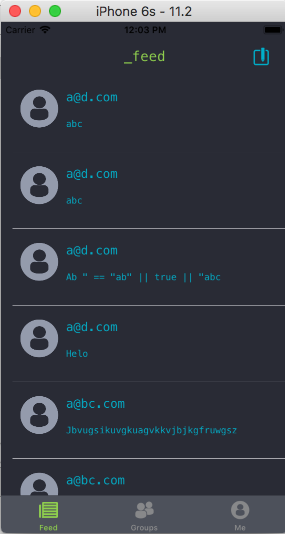 iPhone 6s - 11.2
Carrier 12:03 PM
_feed
a@d.com
abc
a@d.com
abc
a@d.com
Ab " == "ab" || true || "abc
a@d.com
Helo
a@bc.com
Jbvugsikuvgkuagvkkvjbjkgfruwgsz
a@bc.com
Feed Groups Me